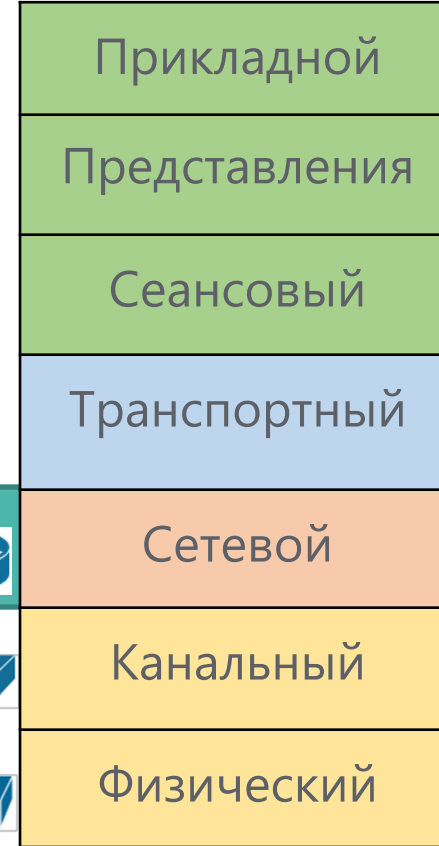 Прикладной
Представления
Сеансовый
Транспортный
Сетевой
Канальный
Физический